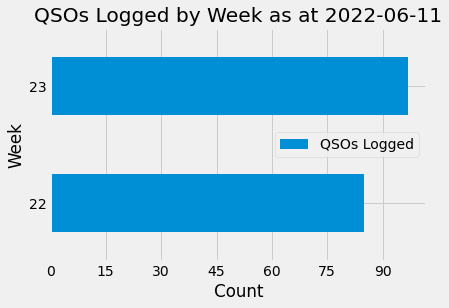 QSOs Logged by Week as at 2022-06-11
23
Week
QSOs Logged
22
0 15 30 45 60 75 90
Count